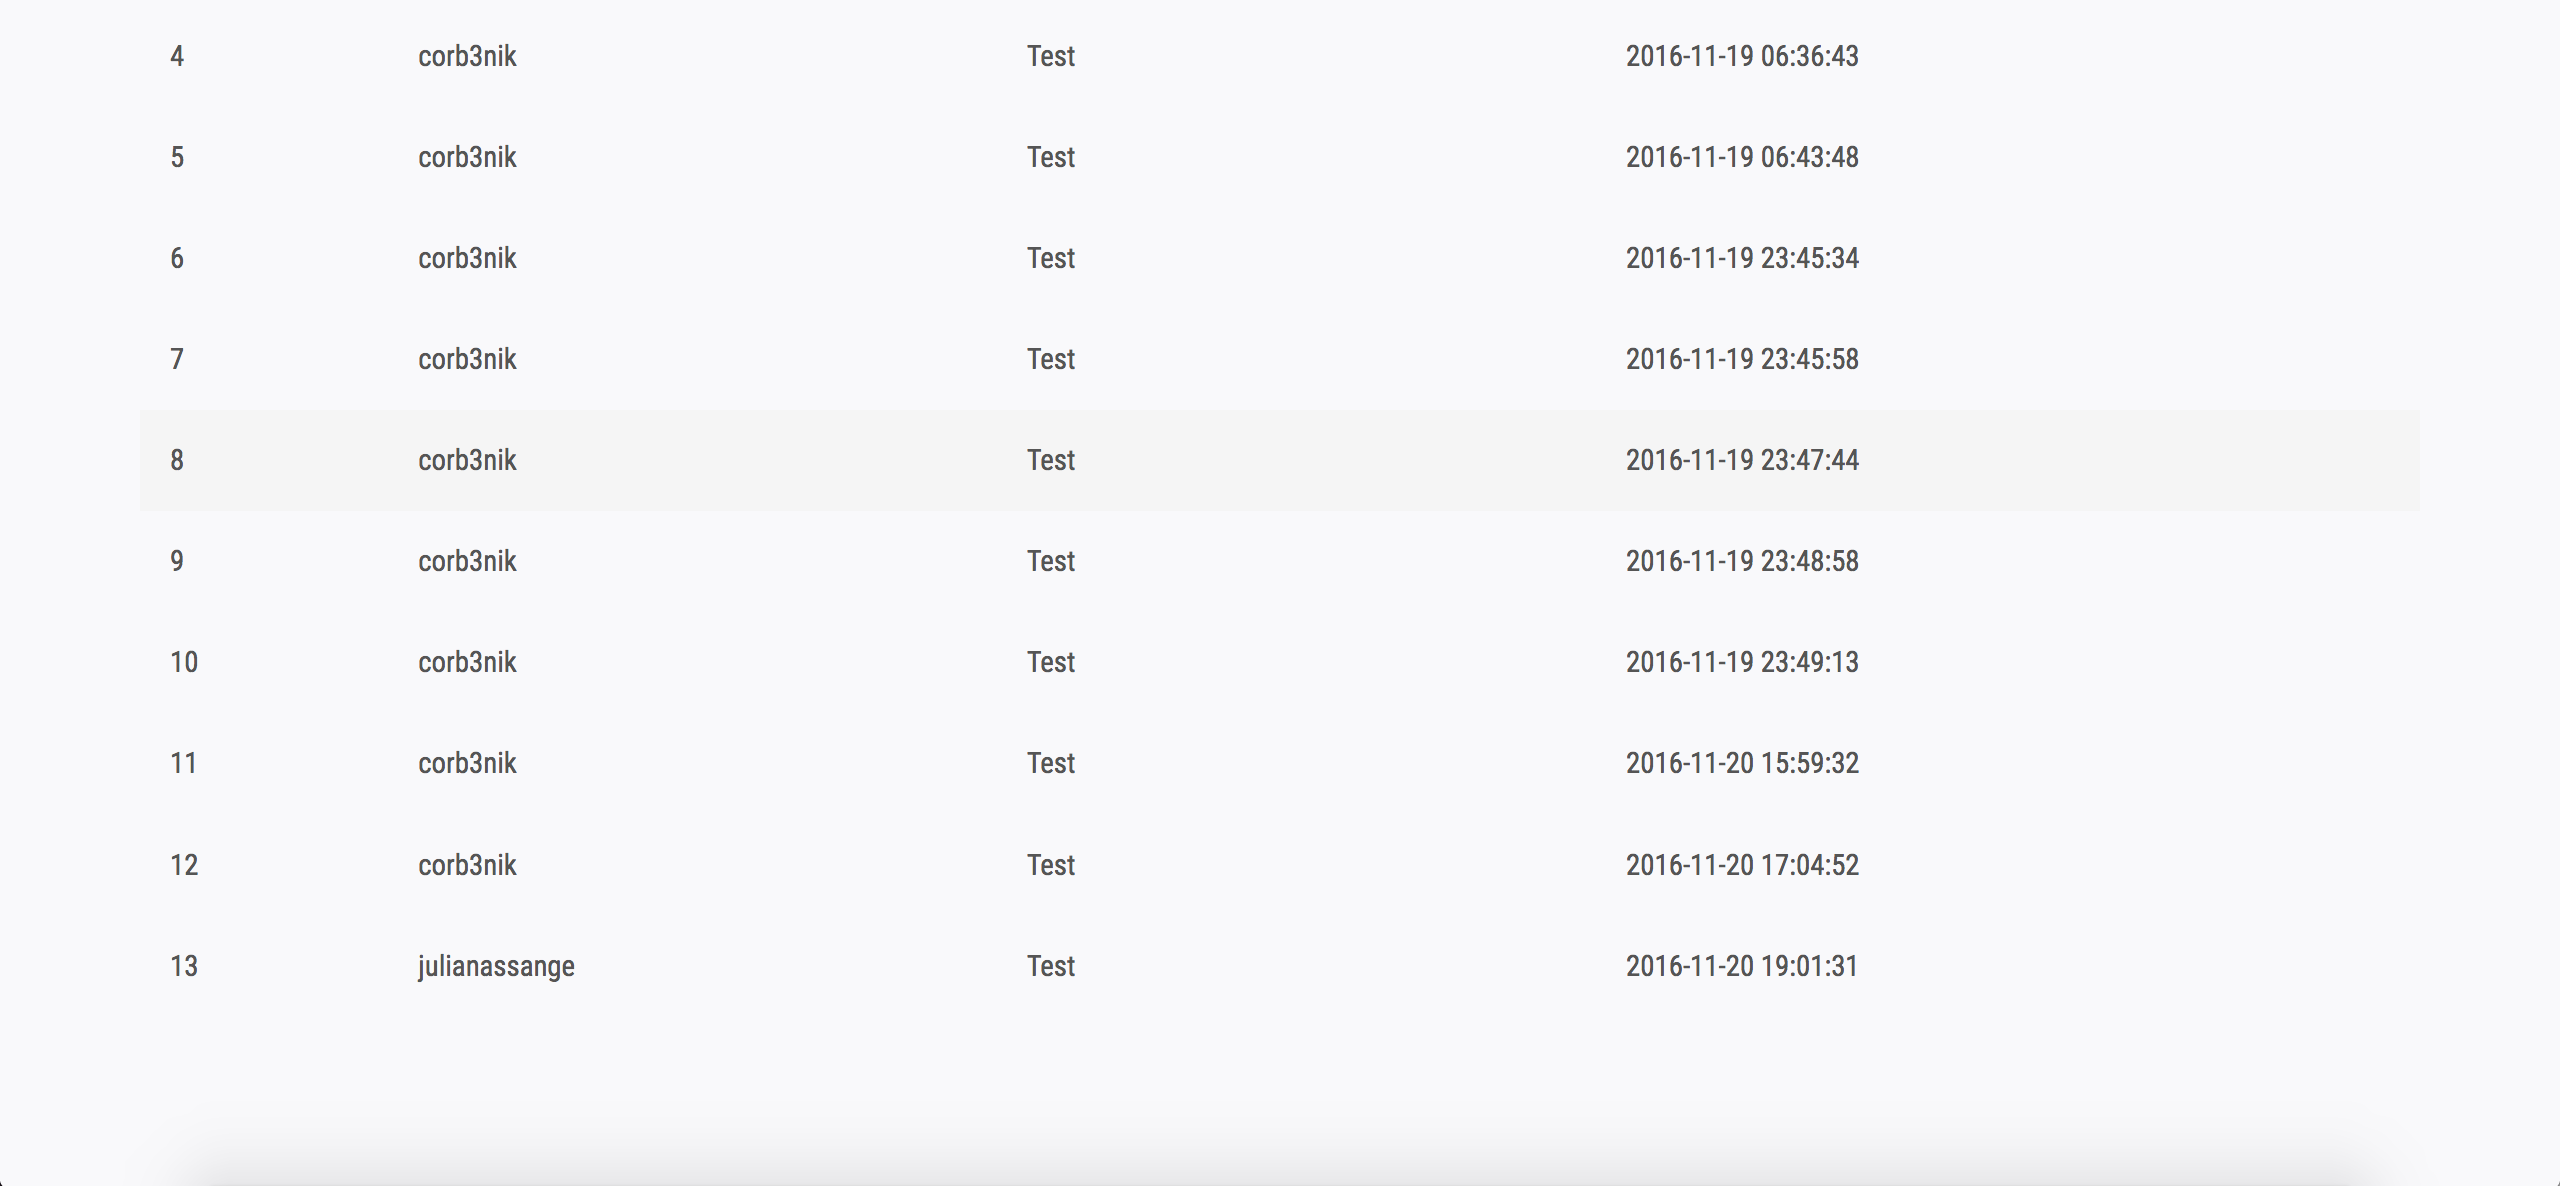 4 corb3nik Test 2016-11-19 06:36:43
5 corb3nik Test 2016-11-19 06:43:48
6 corb3nik Test 2016-11-19 23:45:34
7 corb3nik Test 2016-11-19 23:45:58
8 corb3nik Test 2016-11-19 23:47:44
9 corb3nik Test 2016-11-19 23:48:58
10 corb3nik Test 2016-11-19 23:49:13
11 corb3nik Test 2016-11-20 15:59:32
12 corb3nik Test 2016-11-20 17:04:52
13 julianassange Test 2016-11-20 19:01:31